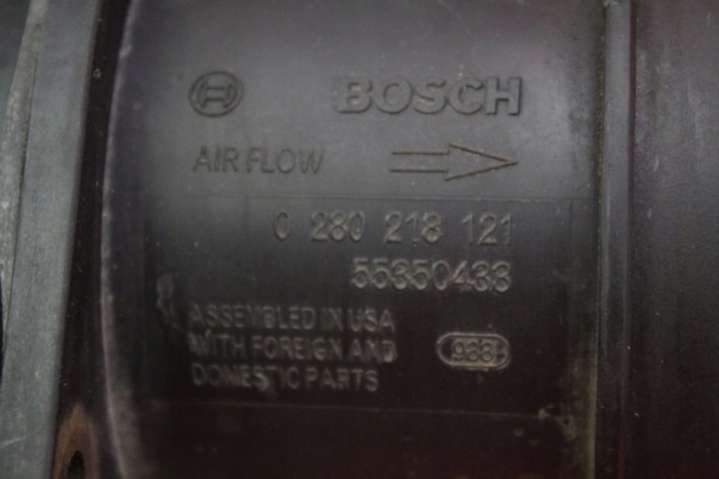 BOSCH
AIR FLOW
0 280 218 121
55350433
ASSEMBLED IN USA
WITH FOREIGN AND
DOMESTIC PARTS